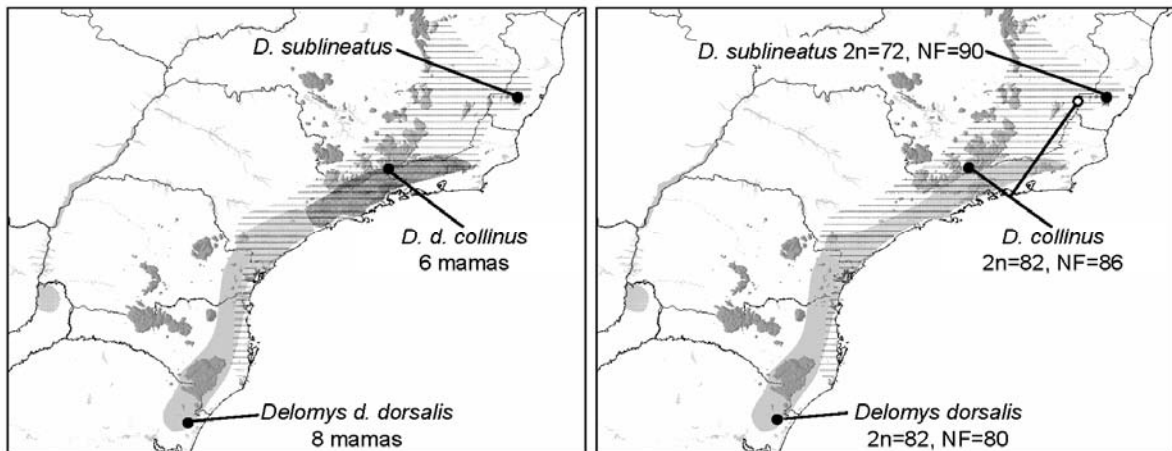 D. sublineatus
D. d. collinus
6 mamas
Delomys d. dorsalis
8 mamas
D. sublineatus 2n=72, NF=90
D. collinus
2n=82, NF=86
Delomys dorsalis
2n=82, NF=80